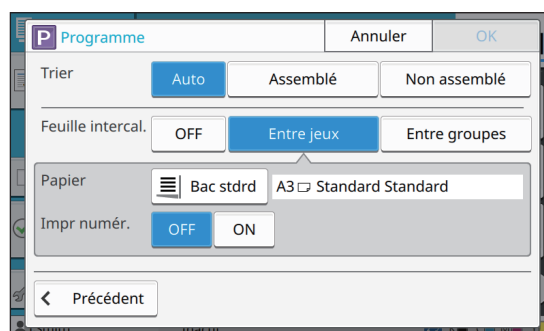 P Programme Annuler OK
Trier Auto Assemblé Non assemblé
Feuille intercal. OFF Entre jeux Entre groupes
Papier Bac stdrd A3 Standard Standard
Impr numér. OFF ON
Précédent